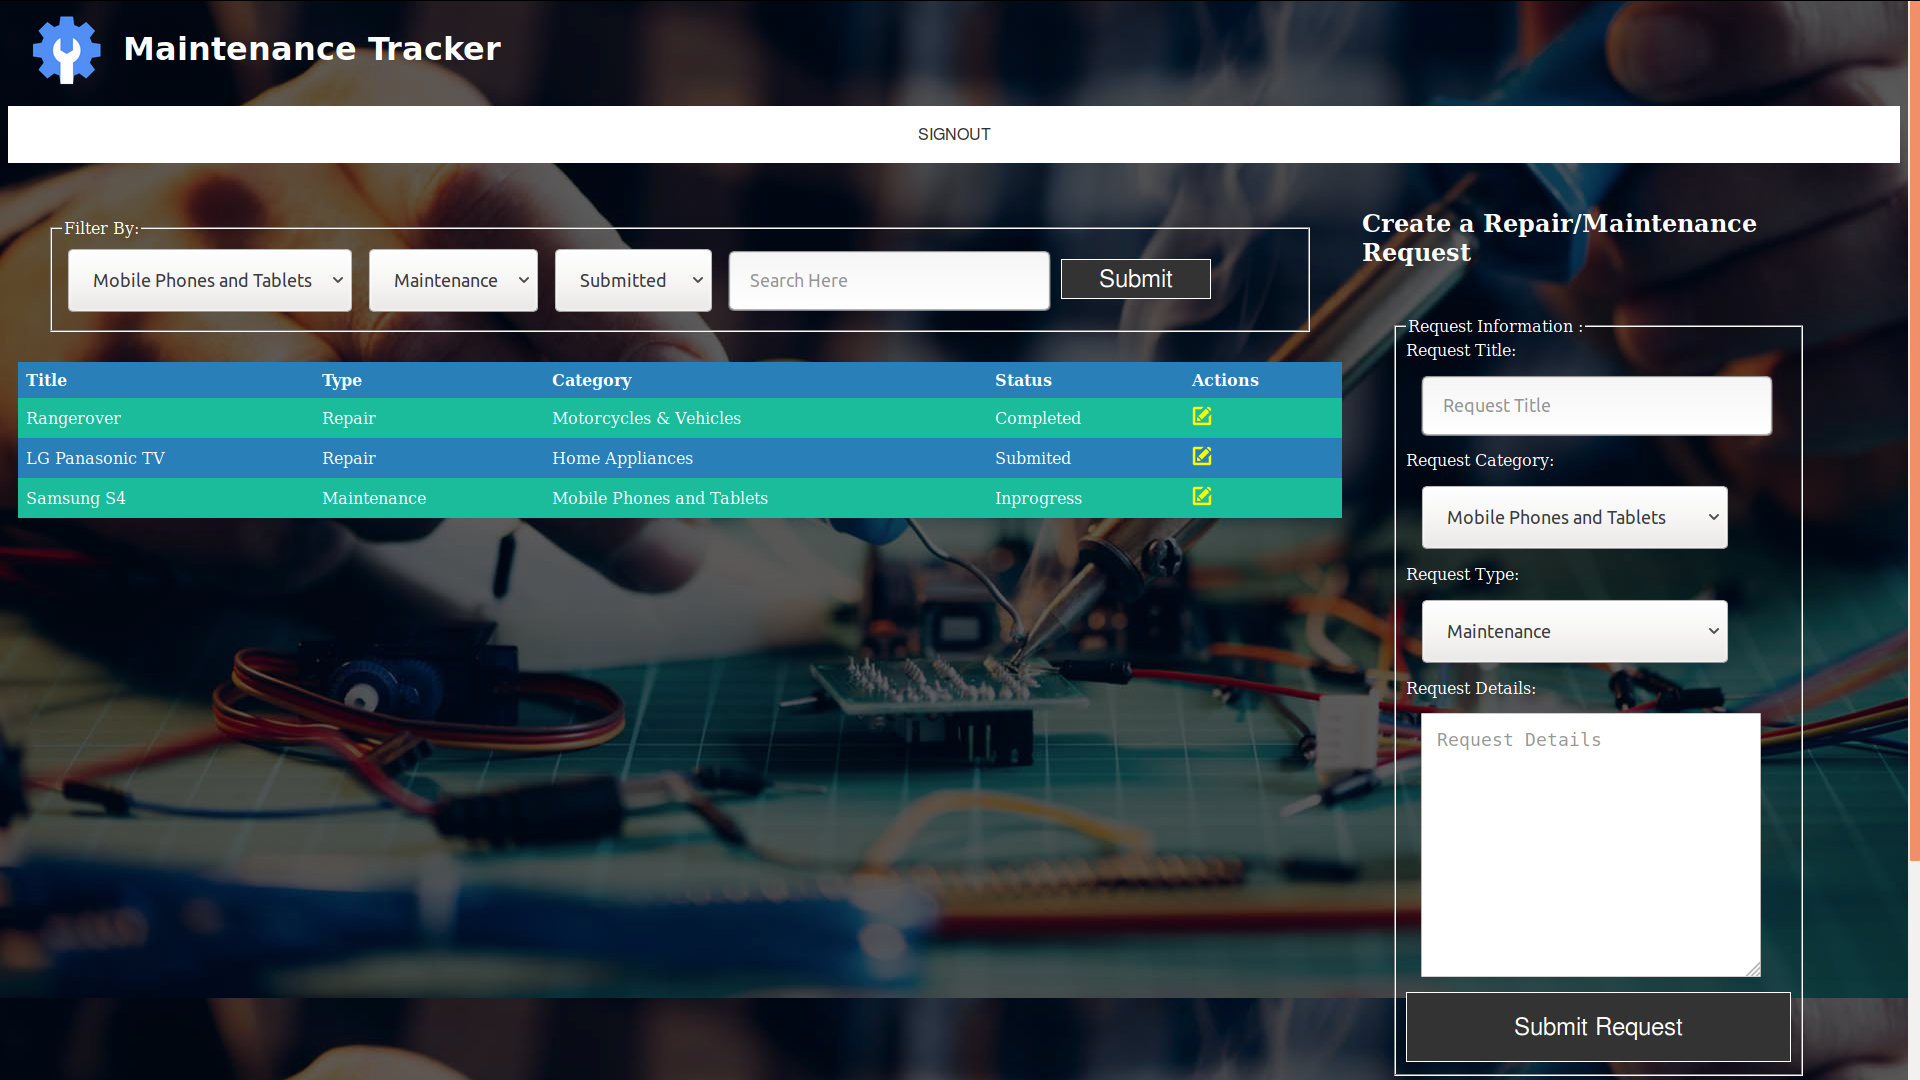 Maintenance Tracker
SIGNOUT
Filter By:
Mobile Phones and Tablets Maintenance Submitted Search Here Submit
Title Type Category Status Actions
Rangerover Repair Motorcycles & Vehicles Completed
LG Panasonic TV Repair Home Appliances Submited
Samsung S4 Maintenance Mobile Phones and Tablets Inprogress
Create a Repair/Maintenance
Request
Request Information :
Request Title:
Request Title
Request Category:
Mobile Phones and Tablets
Request Type:
Maintenance
Request Details:
Request Details
Submit Request